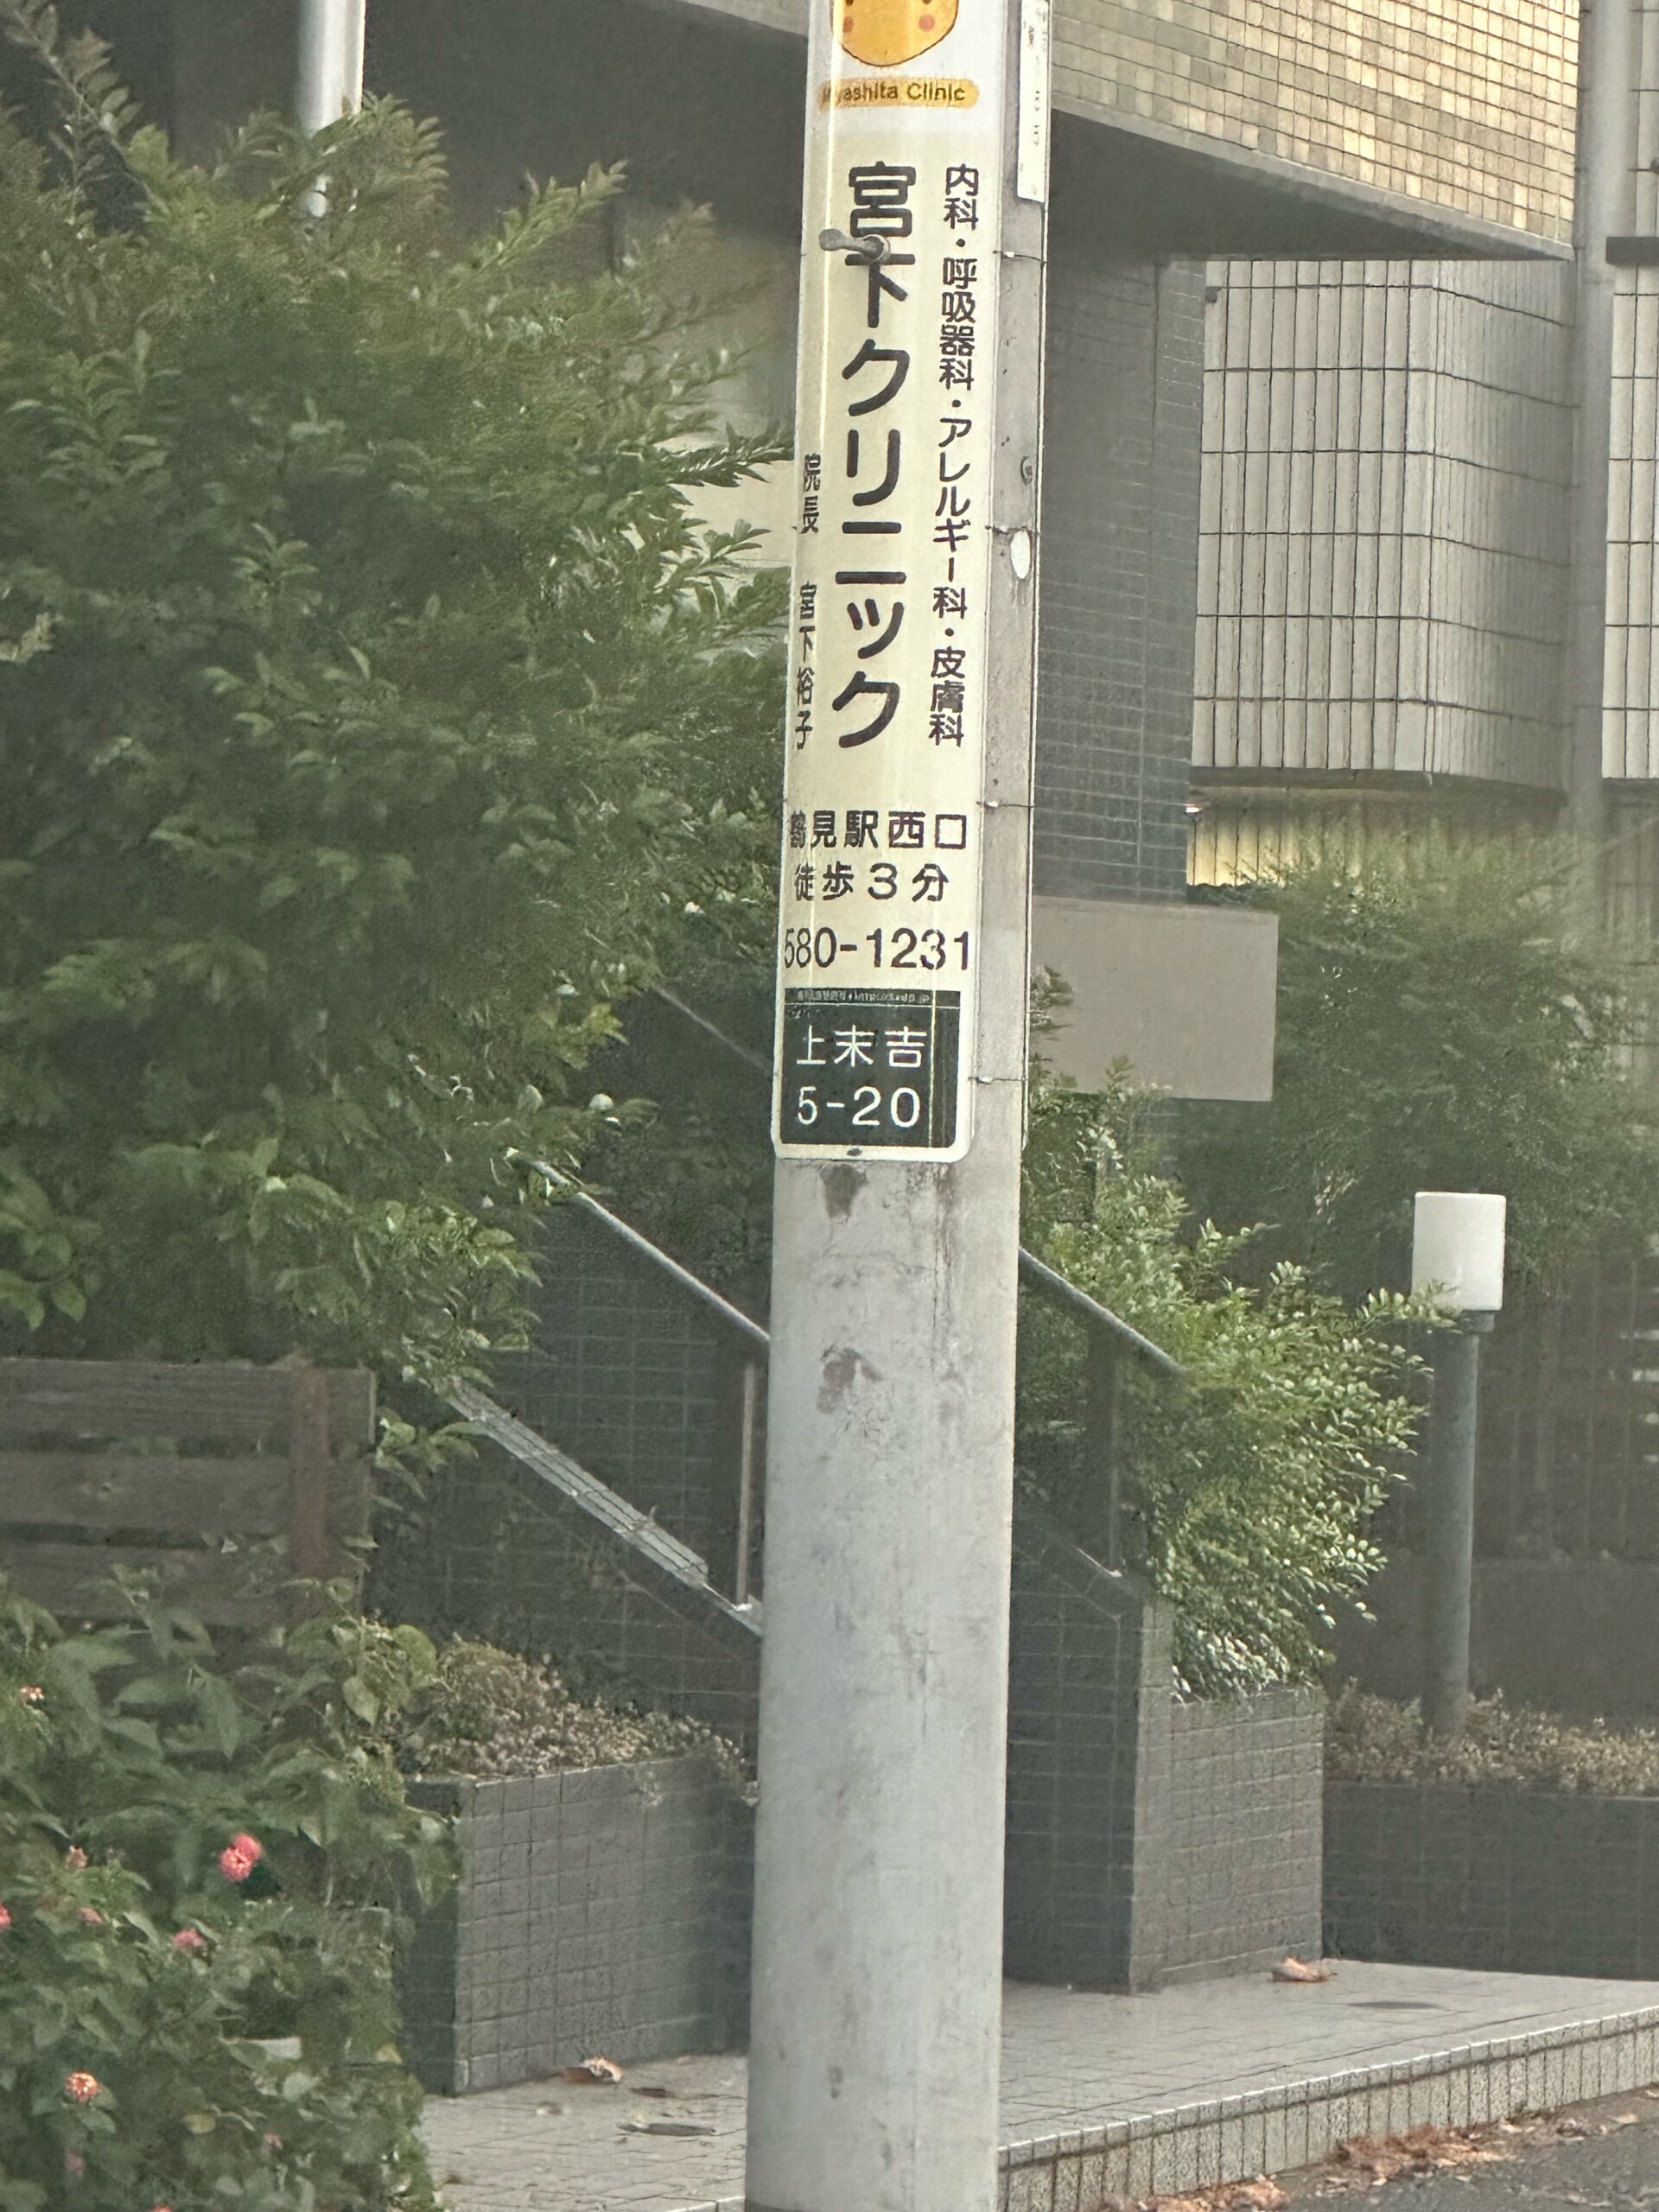 Miyashita Clinic
内科・呼吸器科・アレルギー科・皮膚科
宮下クリニック
院長 宮下裕子
鶴見駅西口
徒歩3分
580-1231
上末吉
5-20